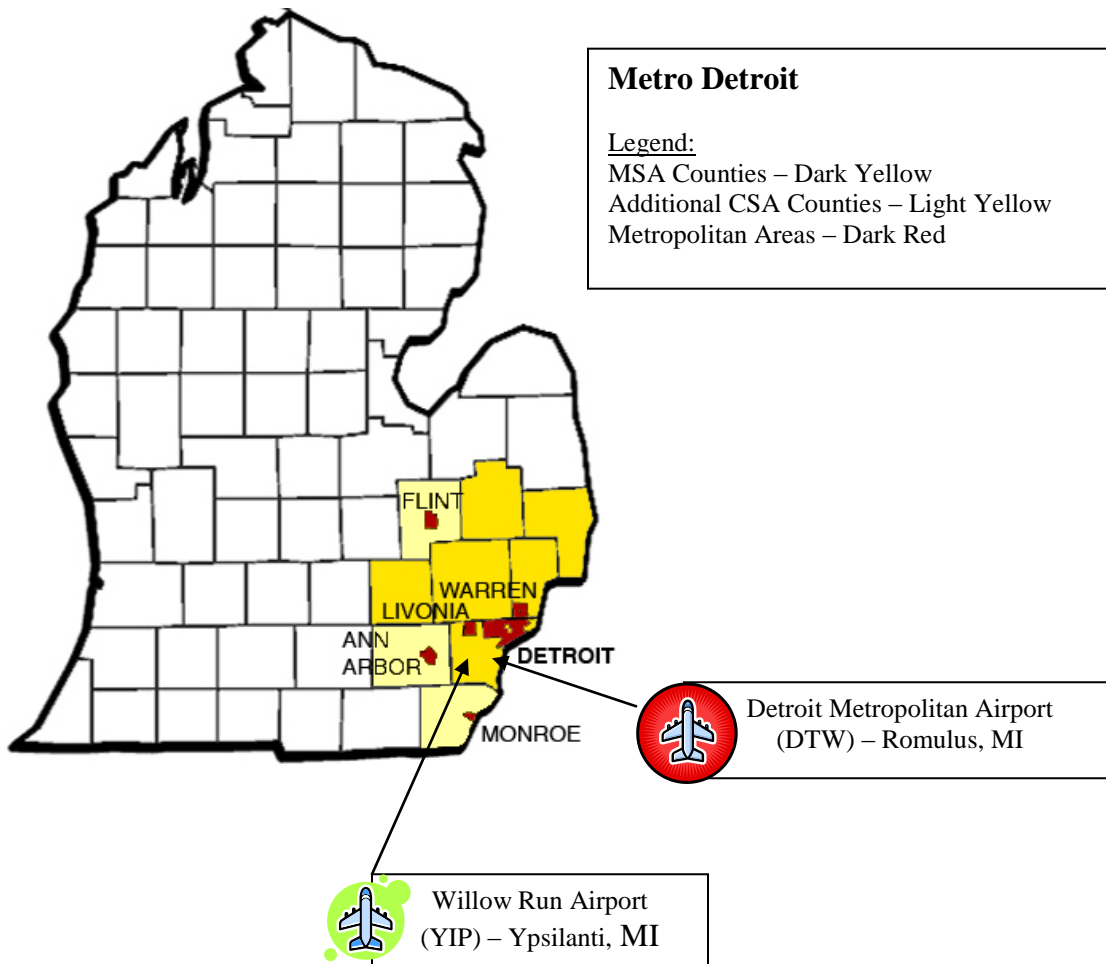 Metro Detroit
Legend:
MSA Counties – Dark Yellow
Additional CSA Counties – Light Yellow
Metropolitan Areas – Dark Red
FLINT
WARREN
LIVONIA
ANN
ARBOR
DETROIT
MONROE
Detroit Metropolitan Airport
(DTW) – Romulus, MI
Willow Run Airport
(YIP) – Ypsilanti, MI